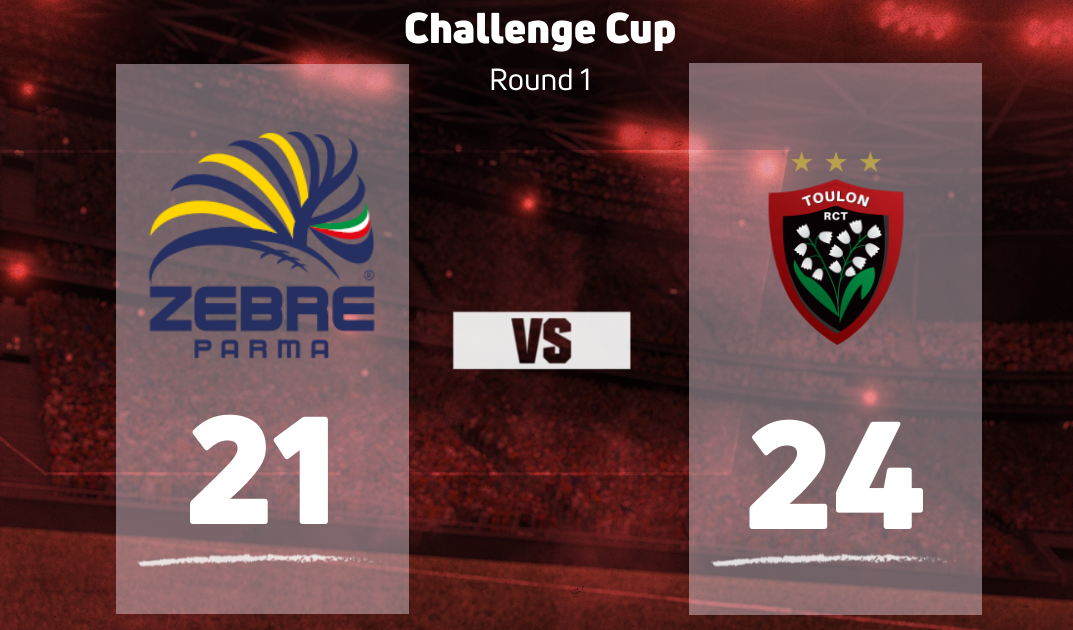 Challenge Cup
Round 1
ZEBRE
PARMA
®
21
VS
TOULON
RCT
24